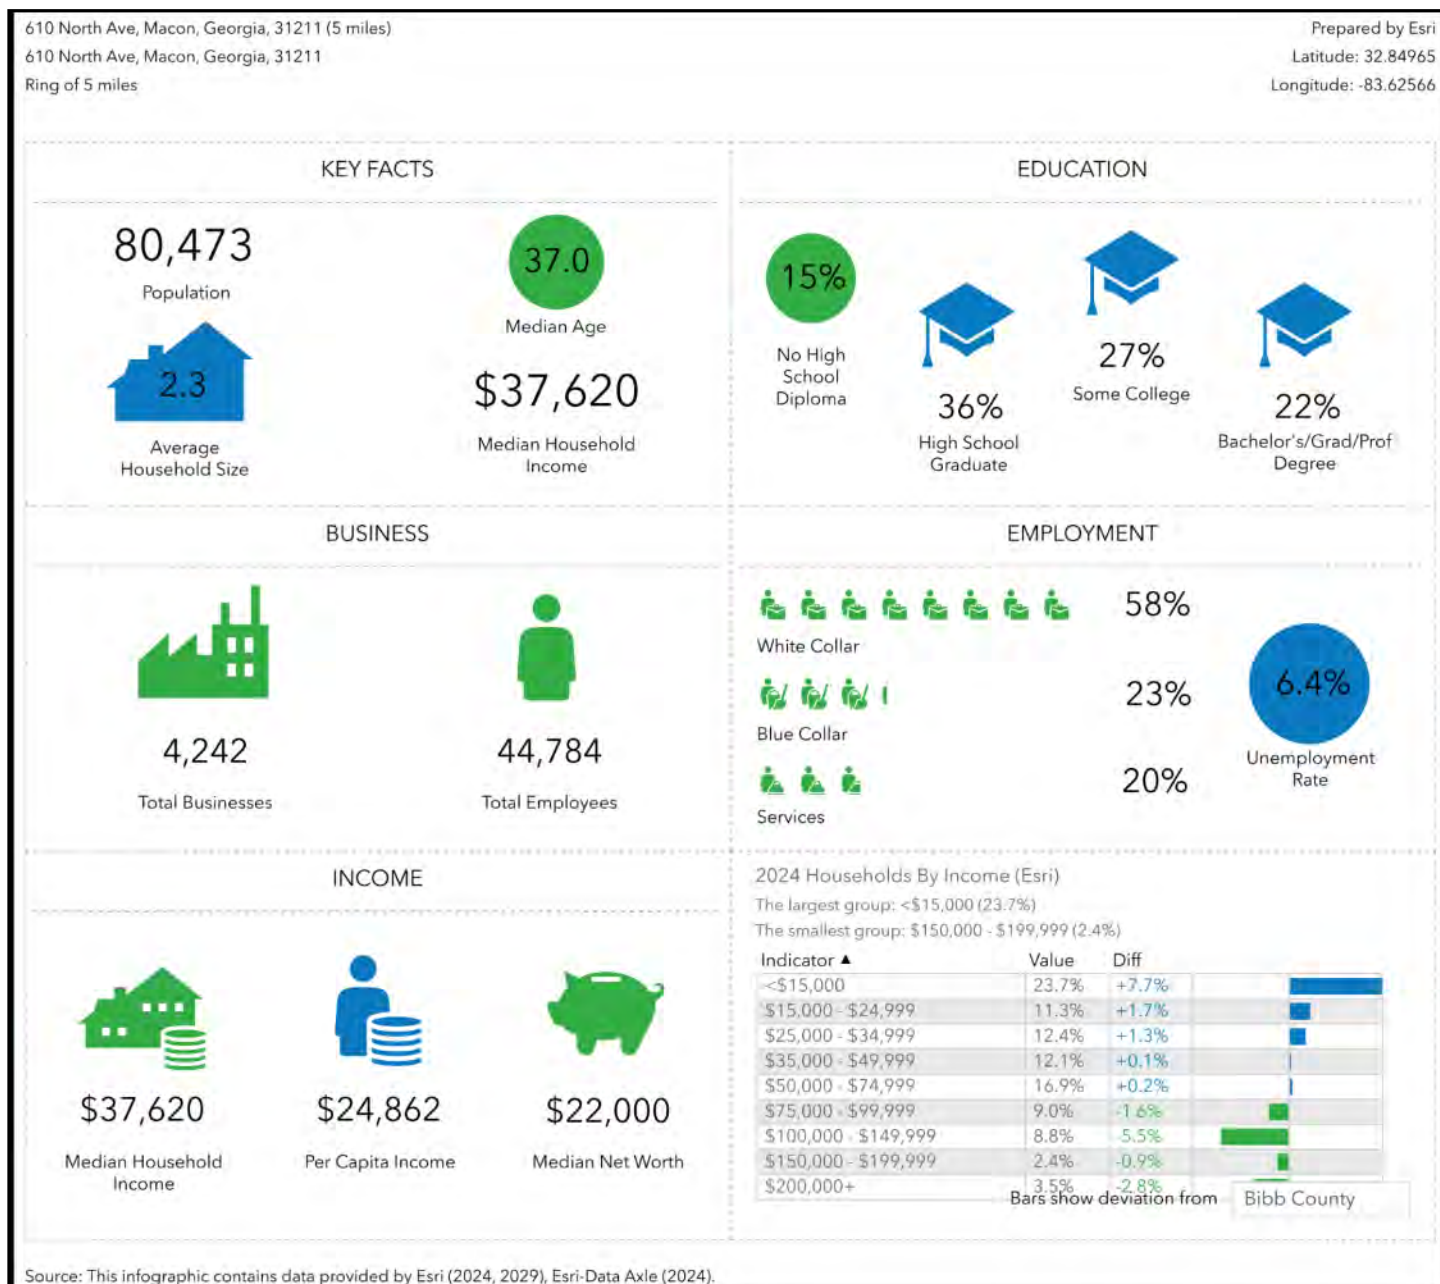 610 North Ave, Macon, Georgia, 31211 (5 miles)
610 North Ave, Macon, Georgia, 31211
Ring of 5 miles
Prepared by Esri
Latitude: 32.84965
Longitude: -83.62566
KEY FACTS
80,473
Population
37.0
Median Age
2.3
Average
Household Size
$37,620
Median Household
Income
EDUCATION
15%
No High
School
Diploma
36%
High School
Graduate
27%
Some College
22%
Bachelor's/Grad/Prof
Degree
BUSINESS
4,242
Total Businesses
44,784
Total Employees
EMPLOYMENT
58%
White Collar
23%
Blue Collar
20%
Services
6.4%
Unemployment
Rate
INCOME
$37,620
Median Household
Income
$24,862
Per Capita Income
$22,000
Median Net Worth
2024 Households By Income (Esri)
The largest group: <$15,000 (23.7%)
The smallest group: $150,000 - $199,999 (2.4%)
Indicator ▲ Value Diff
<$15,000 23.7% +7.7%
$15,000 - $24,999 11.3% +1.7%
$25,000 - $34,999 12.4% +1.3%
$35,000 - $49,999 12.1% +0.1%
$50,000 - $74,999 16.9% +0.2%
$75,000 - $99,999 9.0% -1.6%
$100,000 - $149,999 8.8% -5.5%
$150,000 - $199,999 2.4% -0.9%
$200,000+ 3.5% -2.8%
Bars show deviation from Bibb County
Source: This infographic contains data provided by Esri (2024, 2029), Esri-Data Axle (2024).